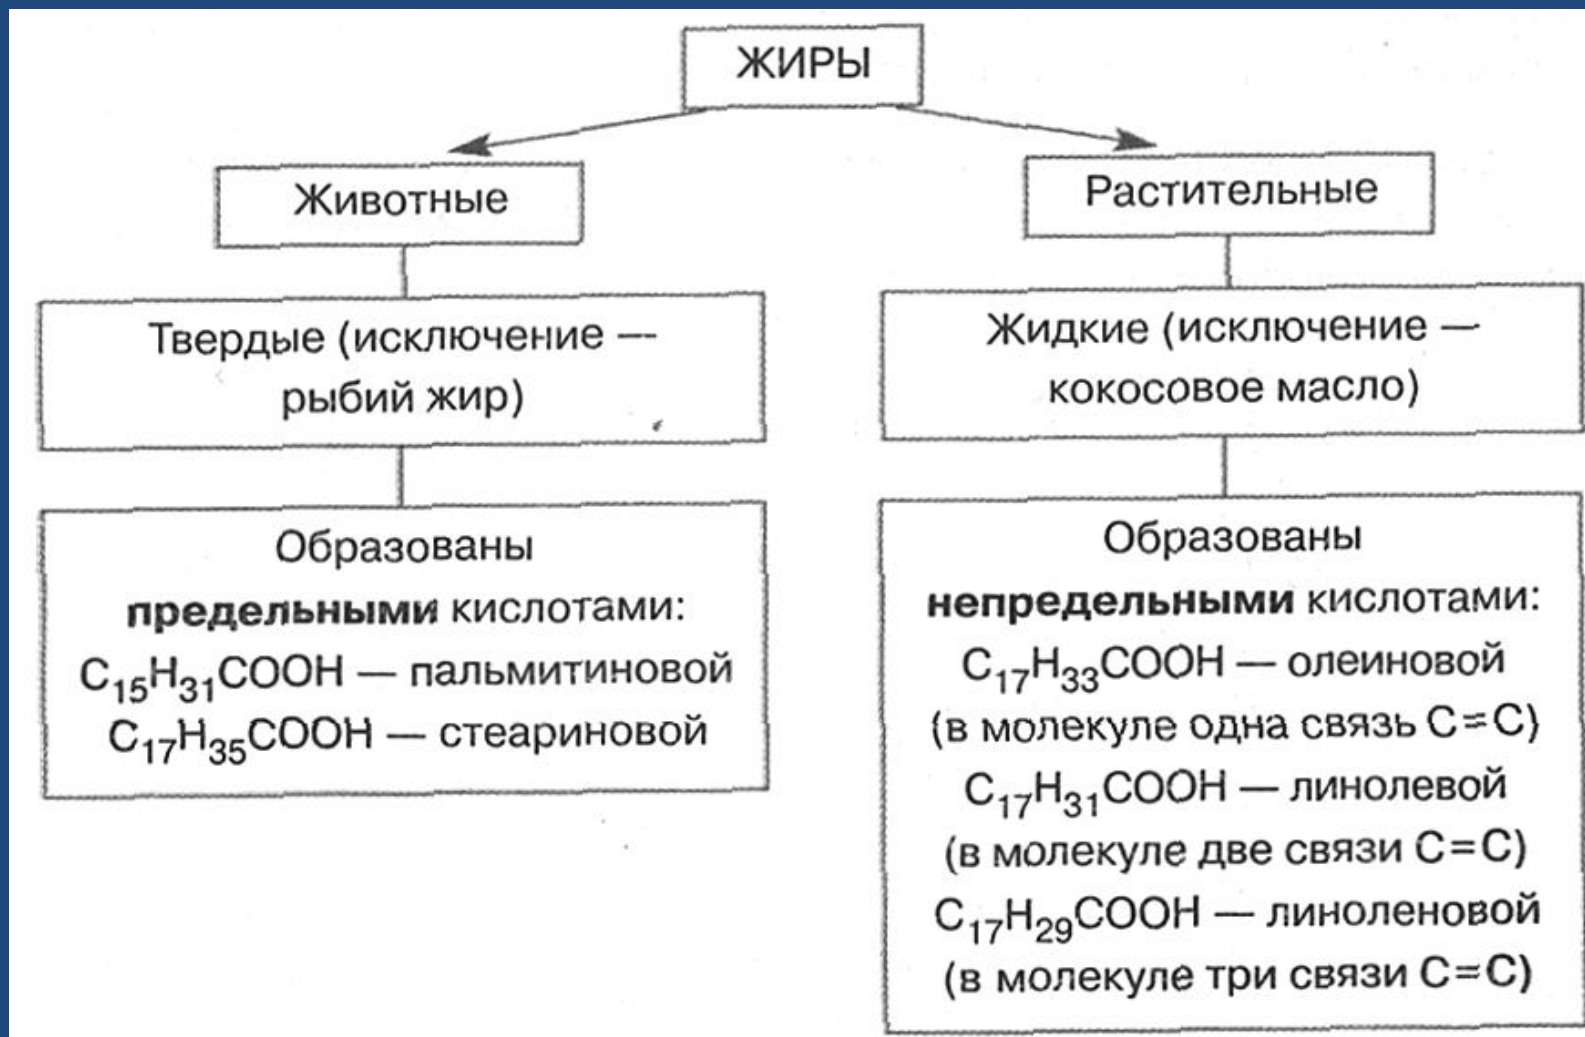 ЖИРЫ
Животные
Твердые (исключение —
рыбий жир)
Образованы
предельными кислотами:
C₁₅H₃₁COOH — пальмитиновой
C₁₇H₃₅COOH — стеариновой
Растительные
Жидкие (исключение —
кокосовое масло)
Образованы
непредельными кислотами:
C₁₇H₃₃COOH — олеиновой
(в молекуле одна связь C=C)
C₁₇H₃₁COOH — линолевой
(в молекуле две связи C=C)
C₁₇H₂₉COOH — линоленовой
(в молекуле три связи C=C)